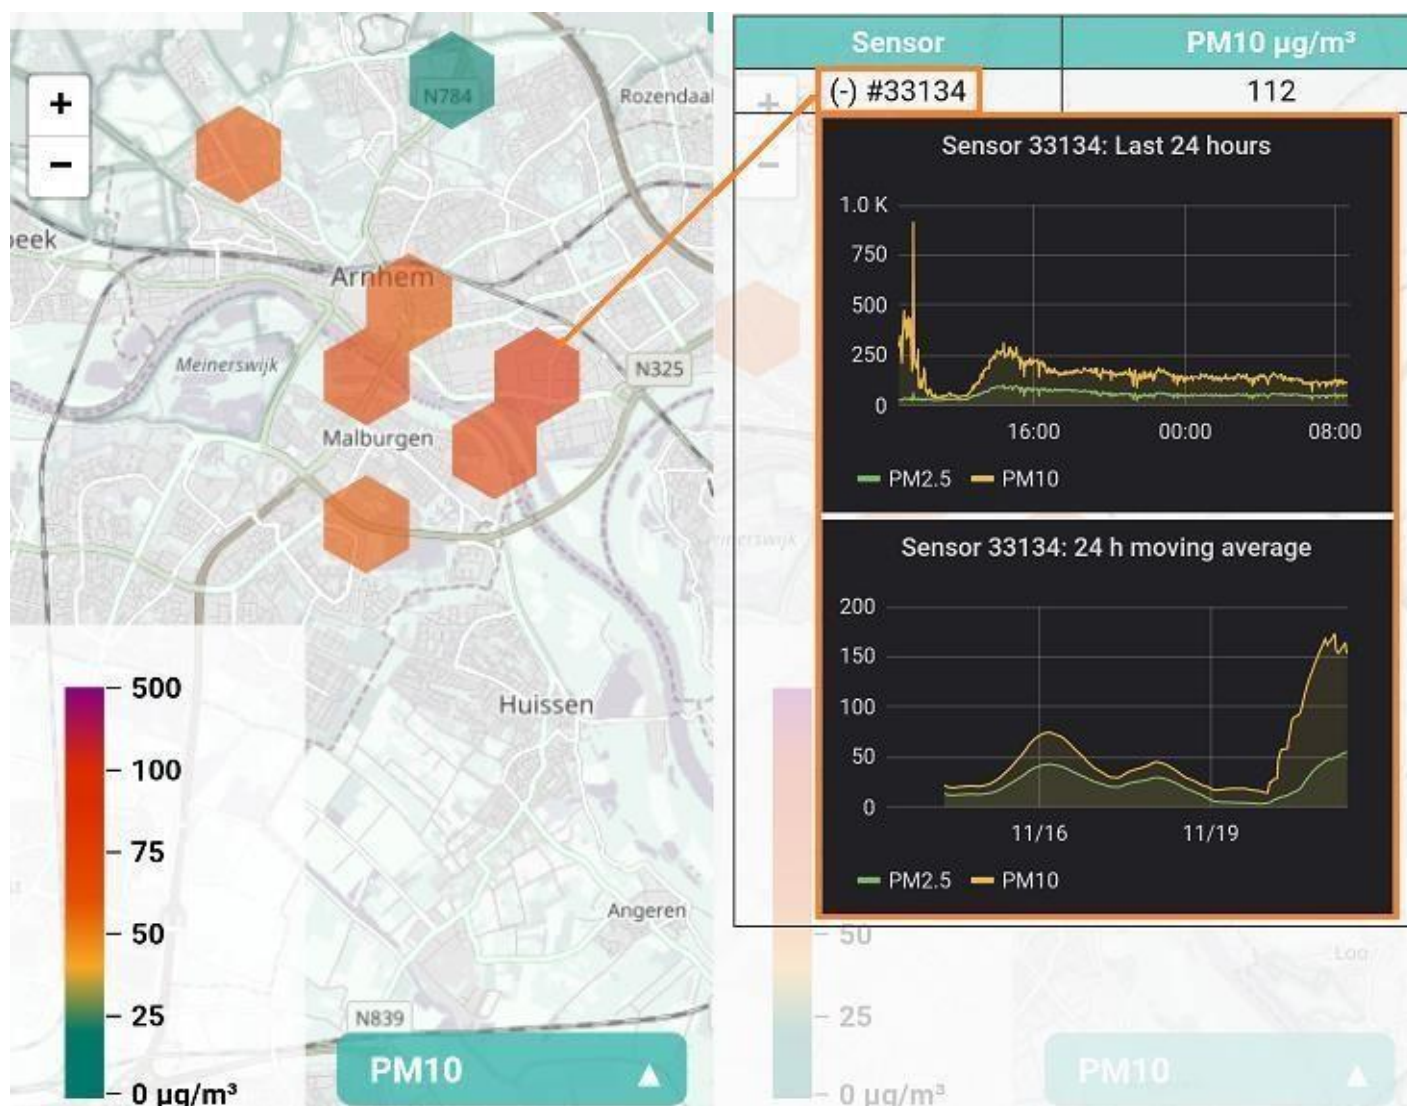 +
−
N784
Rozendaal
beek
Arnhem
Meinerswijk
N325
Malburgen
Huissen
Angeren
N839
500
100
75
50
25
0 µg/m³
PM10 ▲
Sensor PM10 µg/m³
(-) #33134 112
+
−
Sensor 33134: Last 24 hours
1.0 K
750
500
250
0
16:00 00:00 08:00
PM2.5 PM10
Sensor 33134: 24 h moving average
200
150
100
50
0
11/16 11/19
PM2.5 PM10
50
Loo
25
0 µg/m³
PM10 ▲